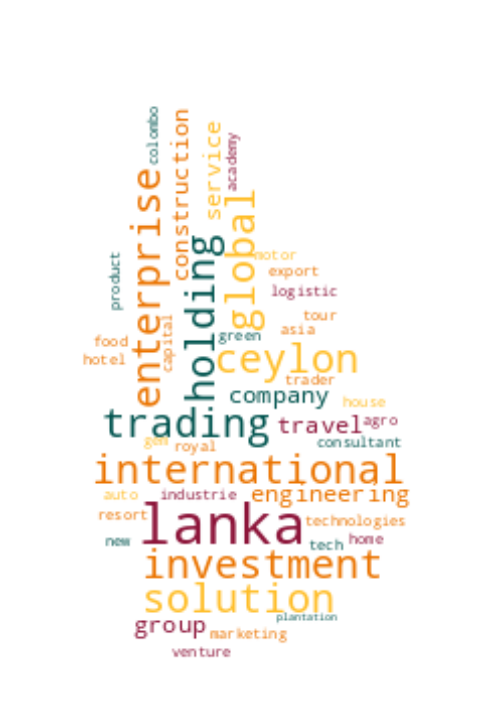 colombo
construction
service
academy
enterprise
global
holding
product
motor
export
logistic
tour
asia
capital
green
food
hotel
ceylon
trader
company
house
trading
travel
agro
consultant
gem
royal
international
auto
industrie
engineering
resort
lanka
technologies
new
tech
home
investment
solution
plantation
group
marketing
venture